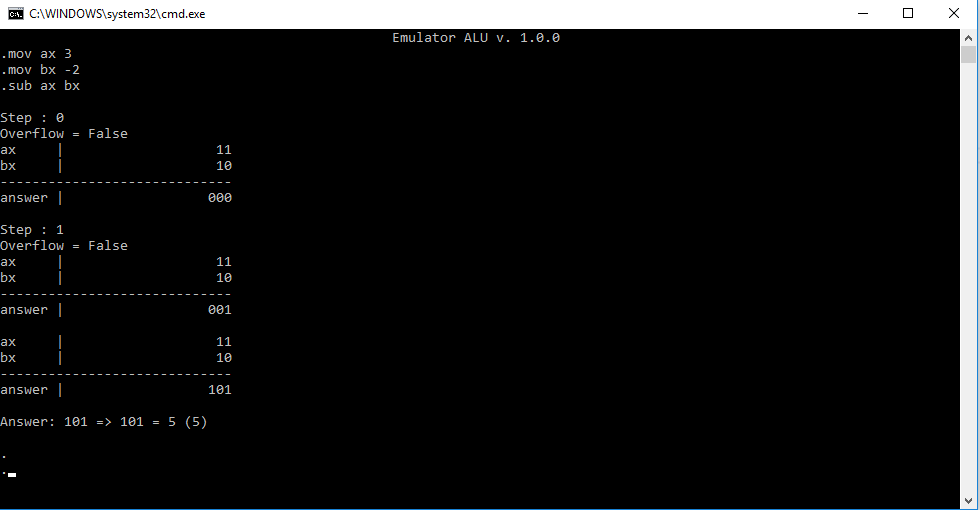 C:\WINDOWS\system32\cmd.exe
Emulator ALU v. 1.0.0
.mov ax 3
.mov bx -2
.sub ax bx
Step : 0
Overflow = False
ax | 11
bx | 10
-----------------------------
answer | 000
Step : 1
Overflow = False
ax | 11
bx | 10
-----------------------------
answer | 001
ax | 11
bx | 10
-----------------------------
answer | 101
Answer: 101 => 101 = 5 (5)
.
.